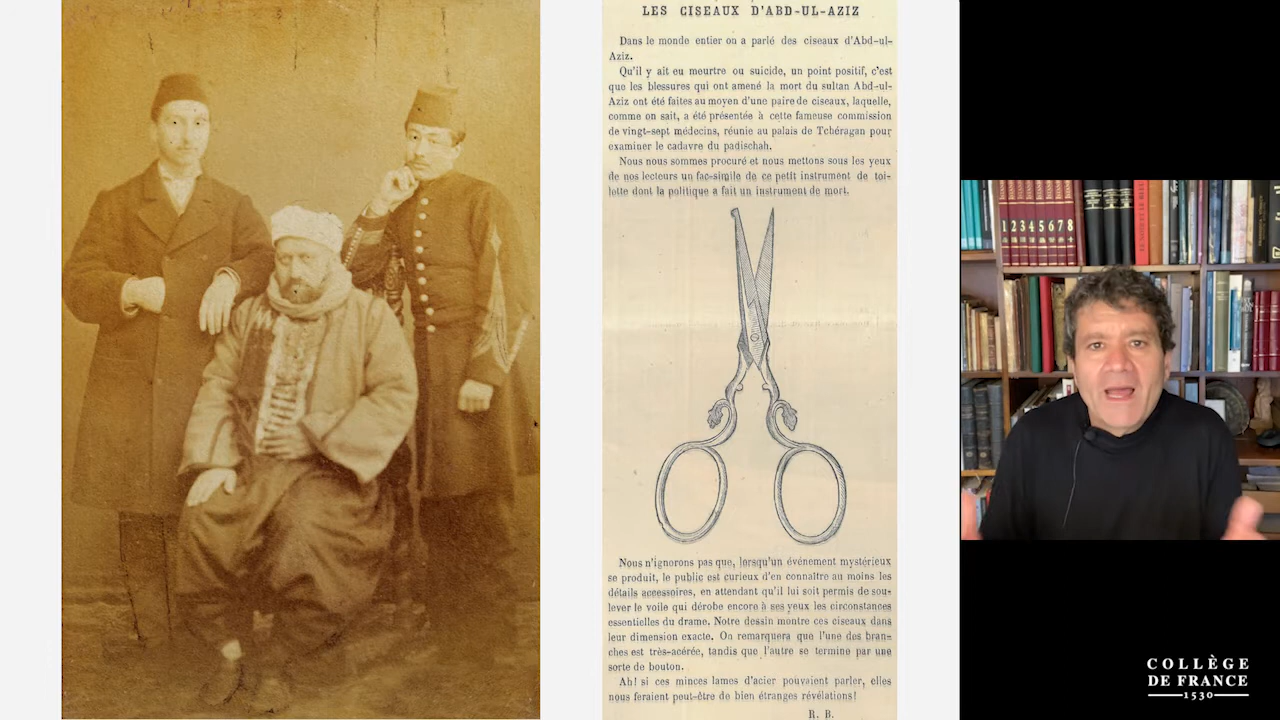 LES CISEAUX D'ABD-UL-AZIZ
Dans le monde entier on a parlé des ciseaux d'Abd-ul-
Aziz.
Qu'il y ait eu meurtre ou suicide, un point positif, c'est
que les blessures qui ont amené la mort du sultan Abd-ul-
Aziz ont été faites au moyen d'une paire de ciseaux, laquelle,
comme on sait, a été présentée à cette fameuse commission
de vingt-sept médecins, réunie au palais de Tchéragan pour
examiner le cadavre du padischah.
Nous nous sommes procuré et nous mettons sous les yeux
de nos lecteurs un fac-simile de ce petit instrument de toi-
lette dont la politique a fait un instrument de mort.
Nous n'ignorons pas que, lorsqu'un événement mystérieux
se produit, le public est curieux d'en connaître au moins les
détails accessoires, en attendant qu'il lui soit permis de sou-
lever le voile qui dérobe encore à ses yeux les circonstances
essentielles du drame. Notre dessin montre ces ciseaux dans
leur dimension exacte. On remarquera que l'une des bran-
ches est très-acérée, tandis que l'autre se termine par une
sorte de bouton.
Ah! si ces minces lames d'acier pouvaient parler, elles
nous feraient peut-être de bien étranges révélations!
R. B.
1 2 3 4 5 6 7 8
COLLÈGE
DE FRANCE
1530